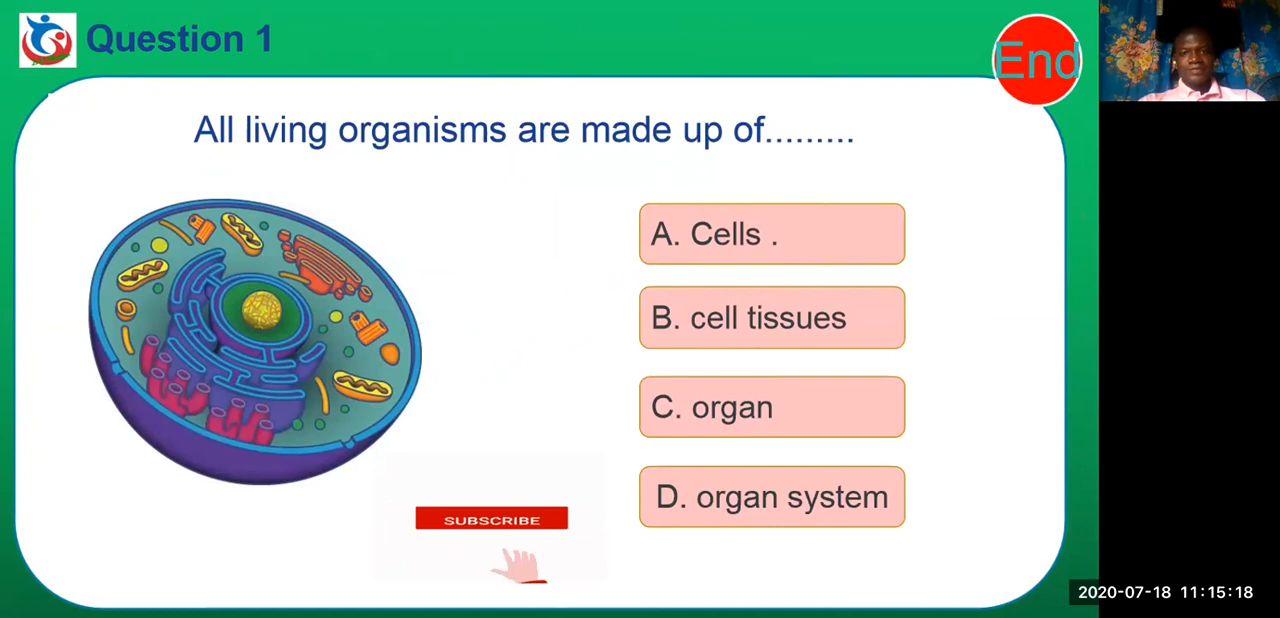 Question 1
End
All living organisms are made up of.........
A. Cells .
B. cell tissues
C. organ
D. organ system
SUBSCRIBE
2020-07-18 11:15:18